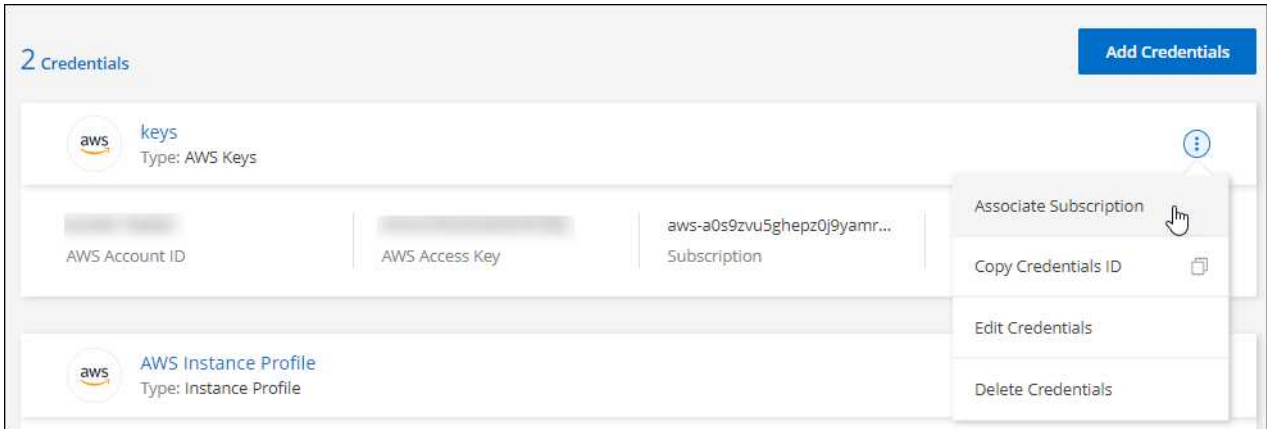 2 Credentials
Add Credentials
aws
keys
Type: AWS Keys
Associate Subscription
aws-a0s9zvu5ghepz0j9yamr...
AWS Account ID
AWS Access Key
Subscription
Copy Credentials ID
Edit Credentials
aws
AWS Instance Profile
Type: Instance Profile
Delete Credentials